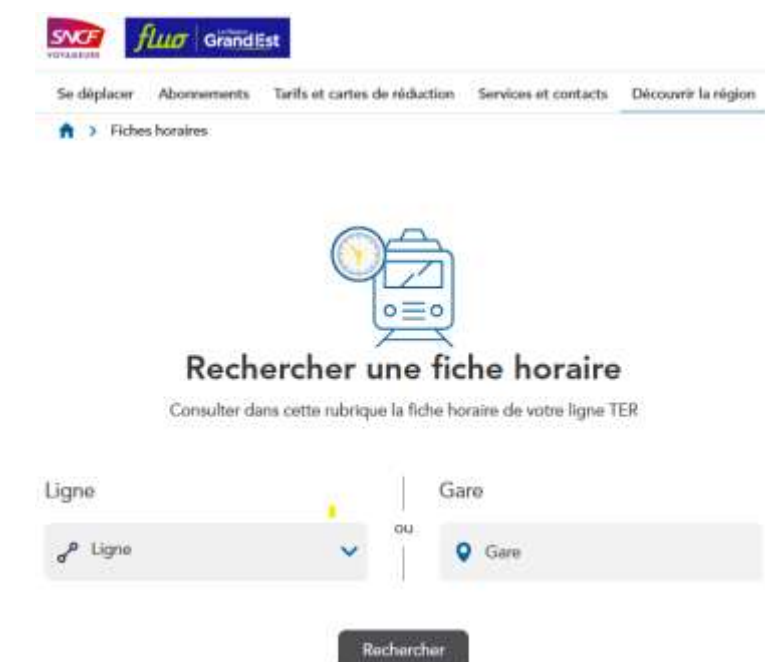 SNCF
VOYAGEURS
fluo La Région Grand Est
Se déplacer Abonnements Tarifs et cartes de réduction Services et contacts Découvrir la région
> Fiches horaires
Rechercher une fiche horaire
Consulter dans cette rubrique la fiche horaire de votre ligne TER
Ligne
Gare
ou
Ligne
Gare
Rechercher